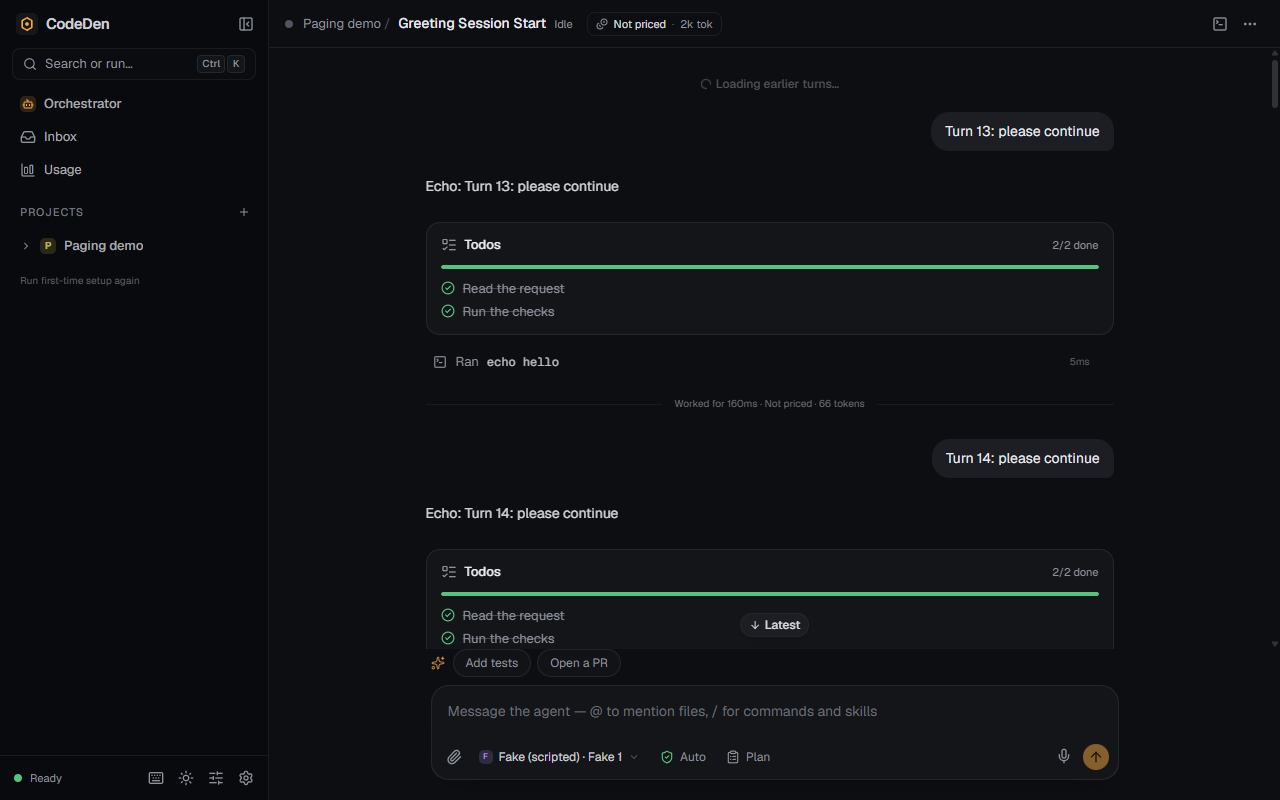 CodeDen
Search or run... Ctrl K
Orchestrator
Inbox
Usage
PROJECTS
P Paging demo
Run first-time setup again
Ready
Paging demo / Greeting Session Start Idle Not priced · 2k tok
Loading earlier turns...
Turn 13: please continue
Echo: Turn 13: please continue
Todos 2/2 done
Read the request
Run the checks
Ran echo hello 5ms
Worked for 160ms · Not priced · 66 tokens
Turn 14: please continue
Echo: Turn 14: please continue
Todos 2/2 done
Read the request
Run the checks
↓ Latest
Add tests Open a PR
Message the agent — @ to mention files, / for commands and skills
F Fake (scripted) · Fake 1 Auto Plan